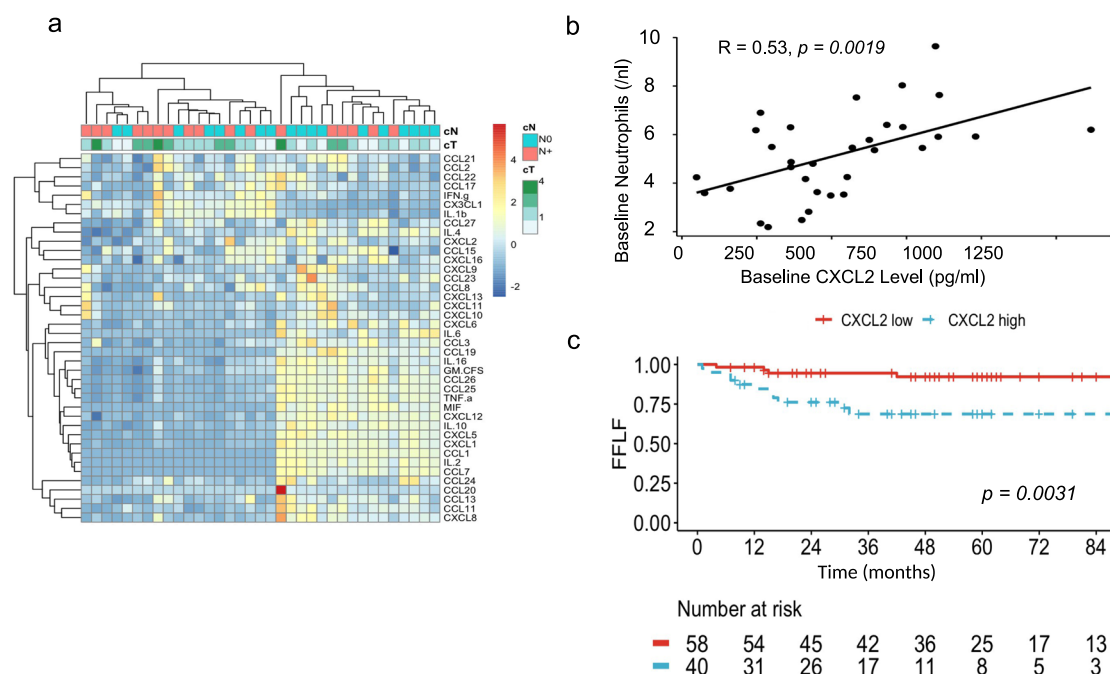 a
cN
cT
cN
N0
N+
cT
4
1
4
2
0
-2
CCL21
CCL2
CCL22
CCL17
IFN.g
CX3CL1
IL.1b
CCL27
IL.4
CXCL2
CCL15
CXCL16
CXCL9
CCL23
CCL8
CXCL13
CXCL11
CXCL10
CXCL6
IL.6
CCL3
CCL19
IL.16
GM.CFS
CCL26
CCL25
TNF.a
MIF
CXCL12
IL.10
CXCL5
CXCL1
CCL1
IL.2
CCL7
CCL24
CCL20
CCL13
CCL11
CXCL8
b
R = 0.53, p = 0.0019
Baseline Neutrophils (/nl)
10
8
6
4
2
0 250 500 750 1000 1250
Baseline CXCL2 Level (pg/ml)
CXCL2 low CXCL2 high
c
FFLF
1.00
0.75
0.50
0.25
0.00
p = 0.0031
0 12 24 36 48 60 72 84
Time (months)
Number at risk
58 54 45 42 36 25 17 13
40 31 26 17 11 8 5 3